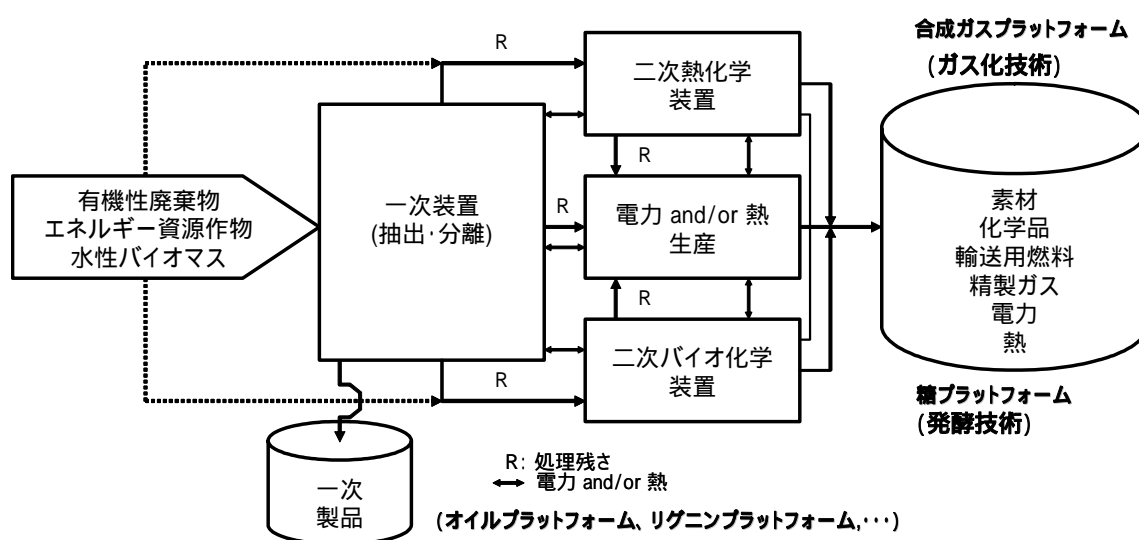 合成ガスプラットフォーム
(ガス化技術)
R
二次熱化学
装置
R
有機性廃棄物
エネルギー資源作物
水性バイオマス
一次装置
(抽出･分離)
R
電力 and/or 熱
生産
素材
化学品
輸送用燃料
精製ガス
電力
熱
R
二次バイオ化学
装置
R
糖プラットフォーム
(発酵技術)
一次
製品
R: 処理残さ
電力 and/or 熱
(オイルプラットフォーム、リグニンプラットフォーム,･･･)